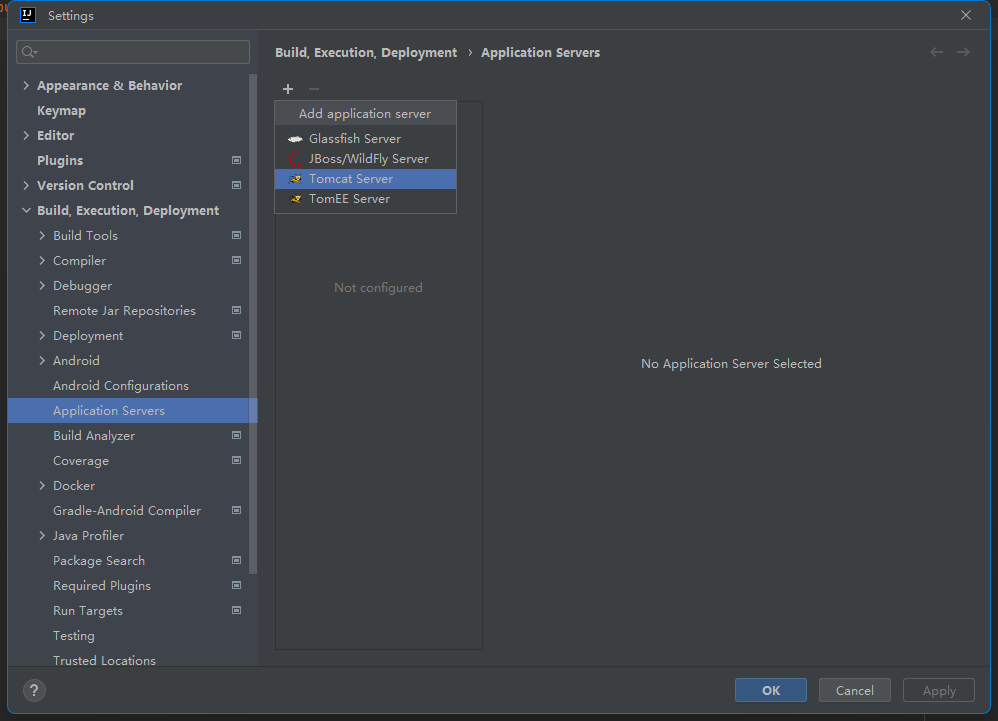 Settings
Build, Execution, Deployment › Application Servers
Appearance & Behavior
Keymap
Editor
Plugins
Version Control
Build, Execution, Deployment
Build Tools
Compiler
Debugger
Remote Jar Repositories
Deployment
Android
Android Configurations
Application Servers
Build Analyzer
Coverage
Docker
Gradle-Android Compiler
Java Profiler
Package Search
Required Plugins
Run Targets
Testing
Trusted Locations
Add application server
Glassfish Server
JBoss/WildFly Server
Tomcat Server
TomEE Server
Not configured
No Application Server Selected
?
OK
Cancel
Apply